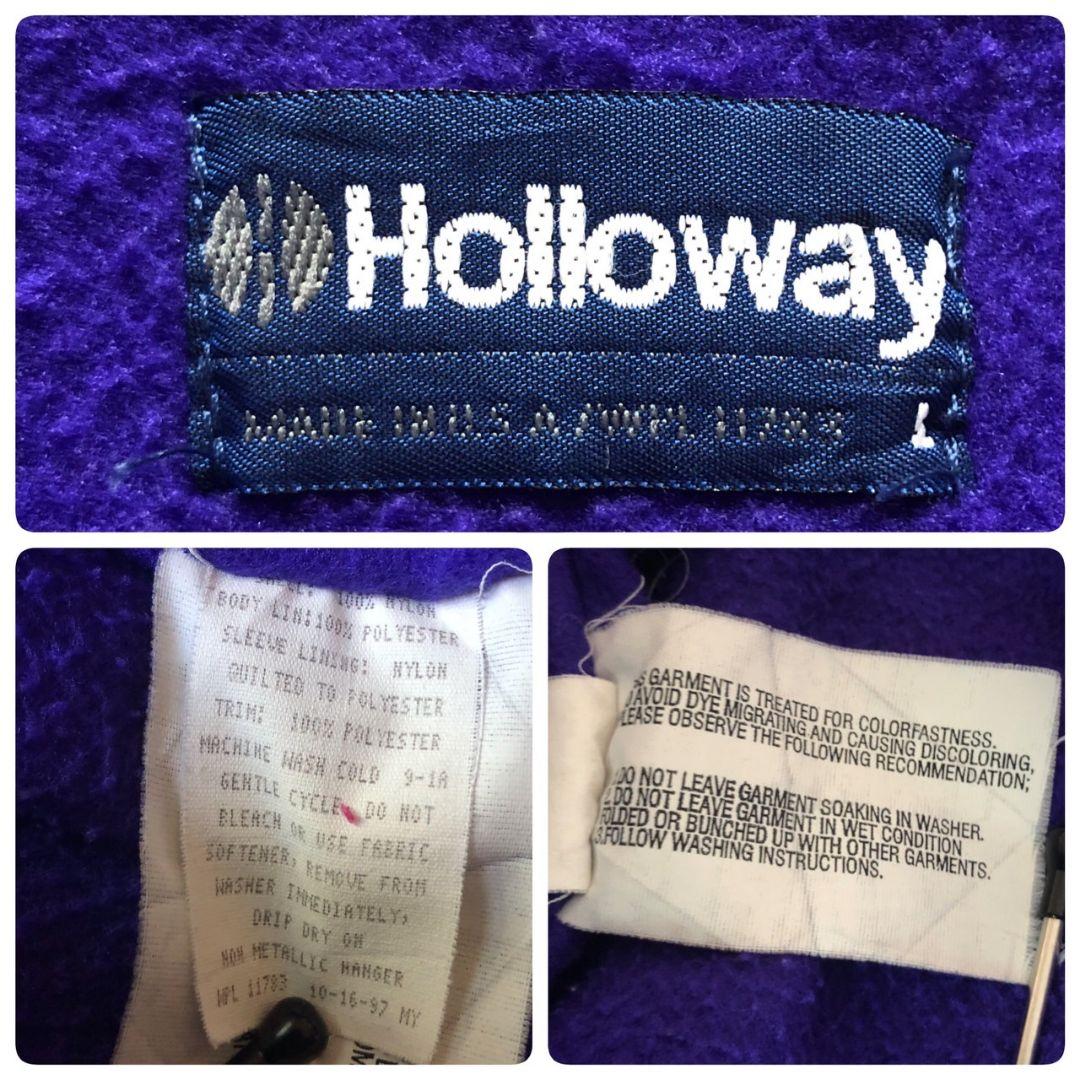 Holloway
MADE IN U.S.A / WPL 11783 L
SHELL: 100% NYLON
BODY LIN:100% POLYESTER
SLEEVE LINING: NYLON
QUILTED TO POLYESTER
TRIM: 100% POLYESTER
MACHINE WASH COLD 9-1A
GENTLE CYCLE, DO NOT
BLEACH OR USE FABRIC
SOFTENER, REMOVE FROM
WASHER IMMEDIATELY,
DRIP DRY ON
NON METALLIC HANGER
WPL 11783 10-16-97 MY
GARMENT IS TREATED FOR COLORFASTNESS.
AVOID DYE MIGRATING AND CAUSING DISCOLORING,
PLEASE OBSERVE THE FOLLOWING RECOMMENDATION;
DO NOT LEAVE GARMENT SOAKING IN WASHER.
2. DO NOT LEAVE GARMENT IN WET CONDITION
FOLDED OR BUNCHED UP WITH OTHER GARMENTS.
3.FOLLOW WASHING INSTRUCTIONS.